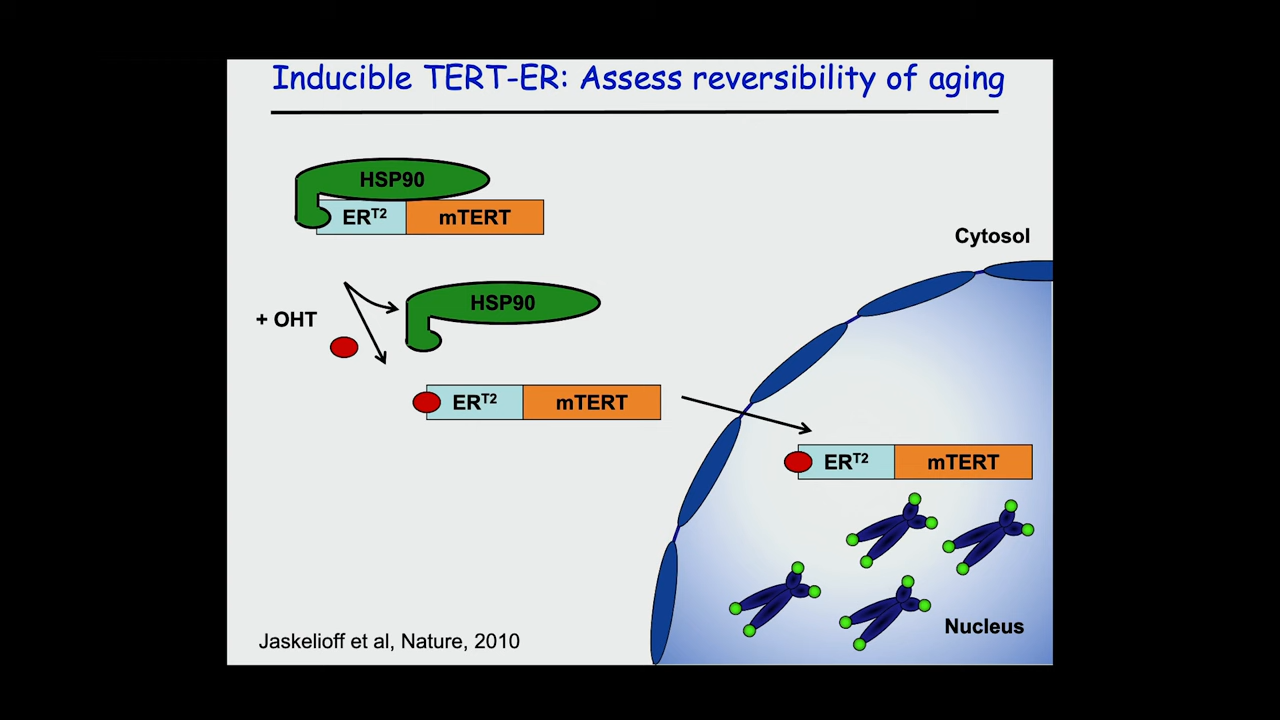 Inducible TERT-ER: Assess reversibility of aging
HSP90
ERT2 mTERT
Cytosol
HSP90
+ OHT
ERT2 mTERT
ERT2 mTERT
Nucleus
Jaskelioff et al, Nature, 2010